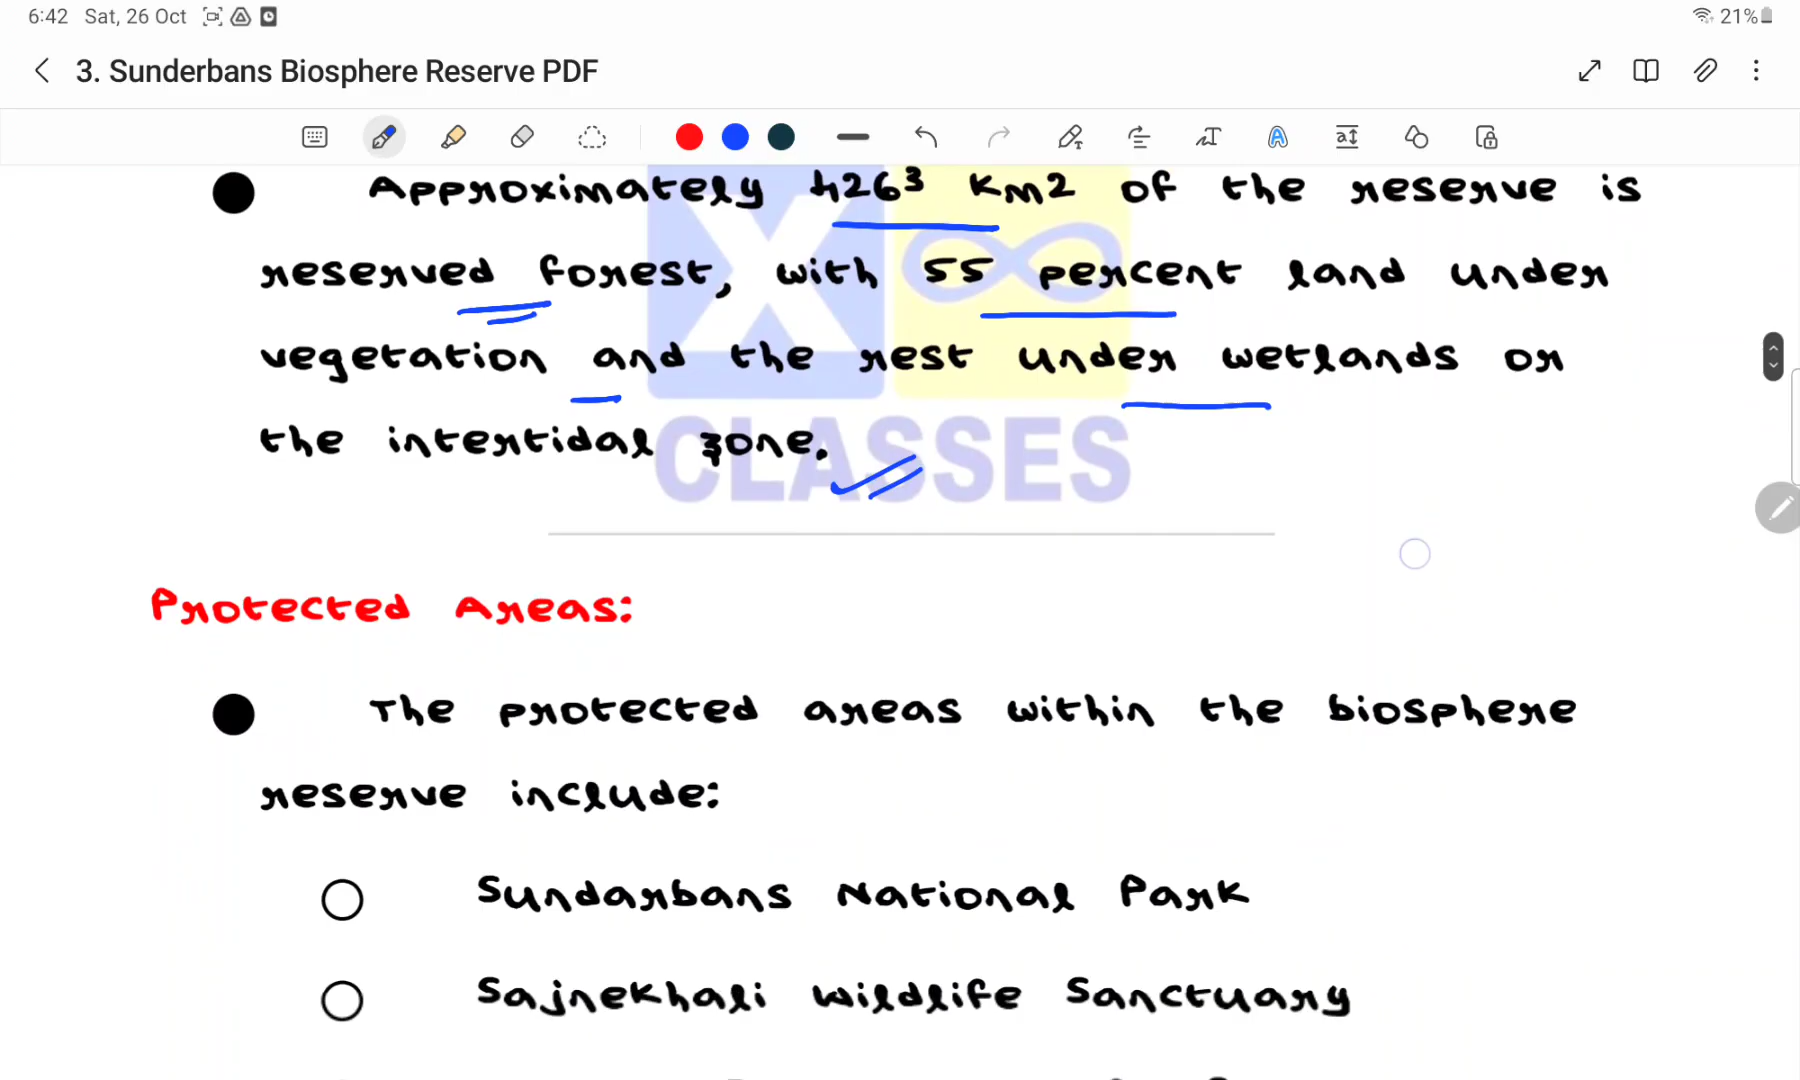 6:42 Sat, 26 Oct 21%
3. Sunderbans Biosphere Reserve PDF
Approximately 4263 Km2 of the reserve is
reserved forest, with 55 percent land under
vegetation and the rest under wetlands or
the intertidal zone.
X
CLASSES
Protected Areas:
The protected areas within the biosphere
reserve include:
Sundarbans National Park
Sajnekhali Wildlife Sanctuary